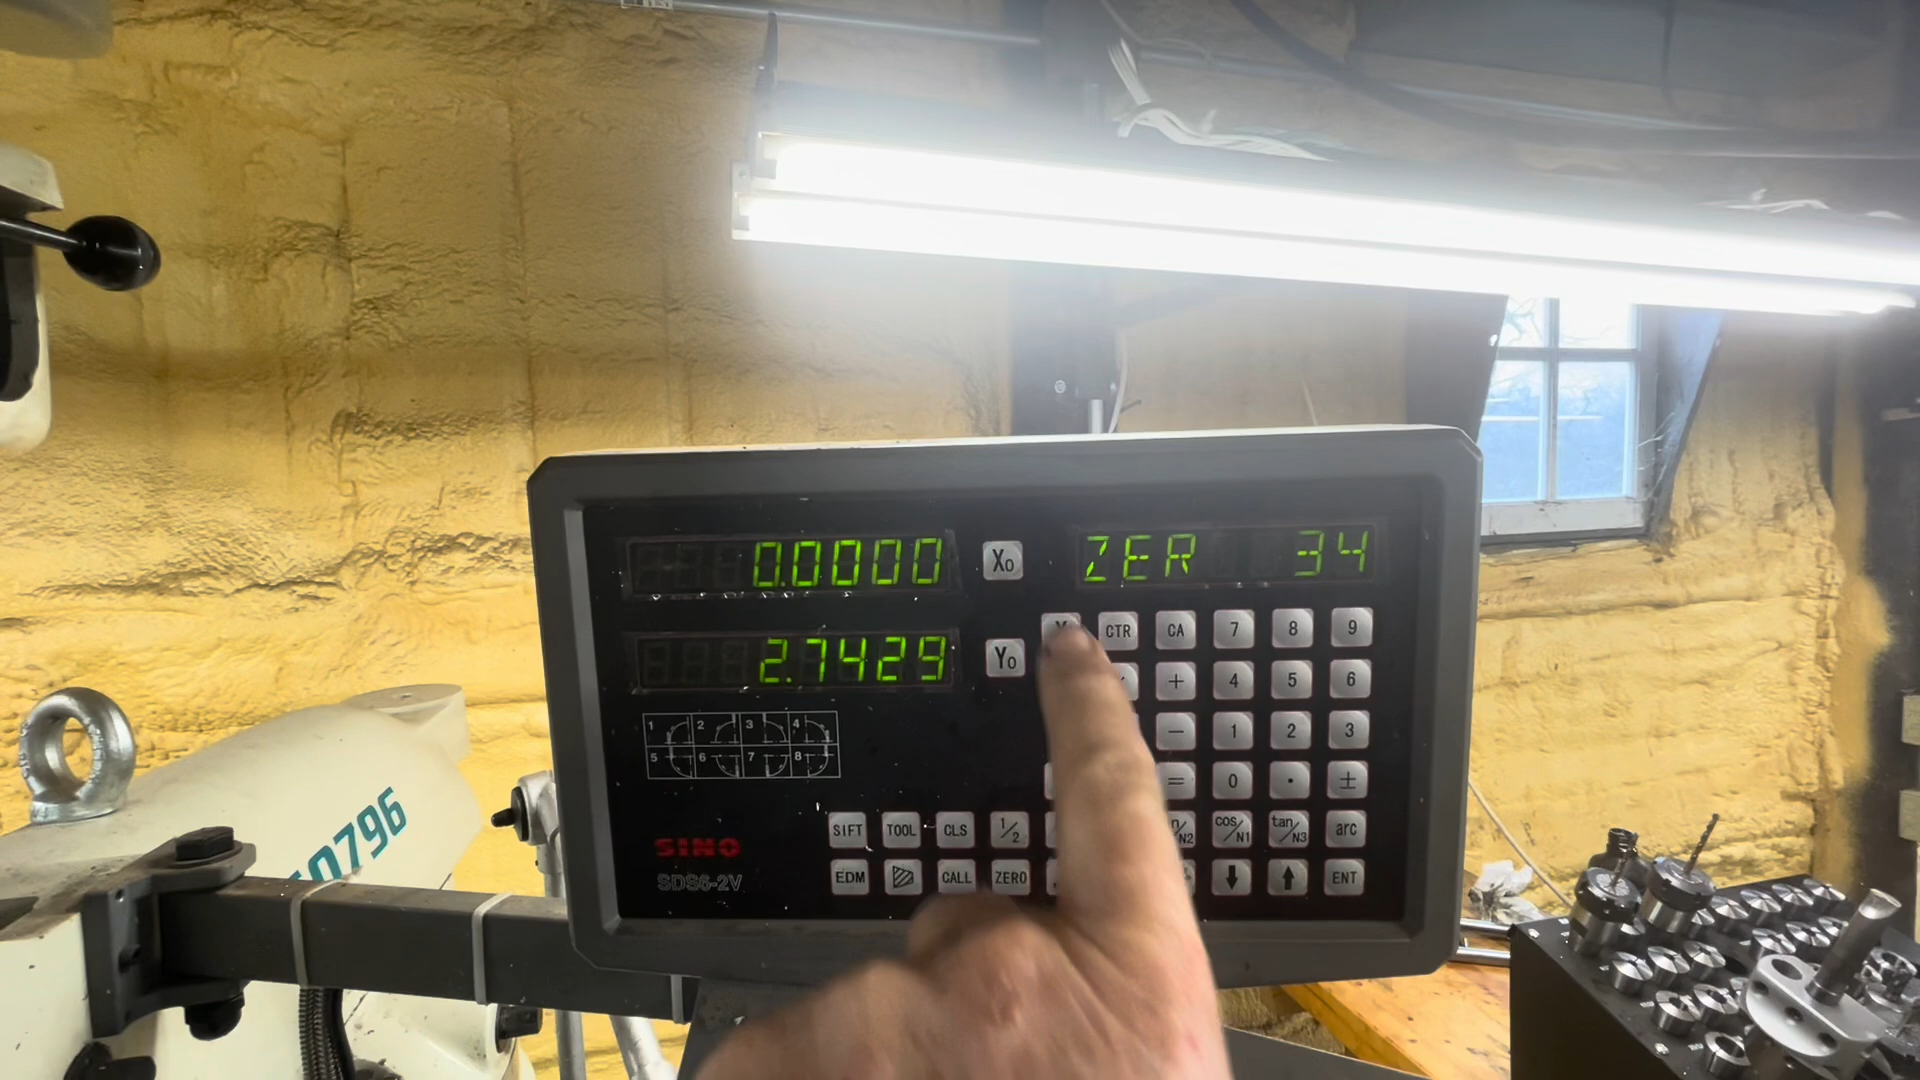 0.0000 X₀ ZER 34
X CTR CA 7 8 9
2.7429 Y₀
+ 4 5 6
1 2 3 4
− 1 2 3
5 6 7 8
= 0 . ±
SIFT TOOL CLS 1/2 /N2 cos/N1 tan/N3 arc
SINO
EDM CALL ZERO ↓ ↑ ENT
SDS6-2V
50796